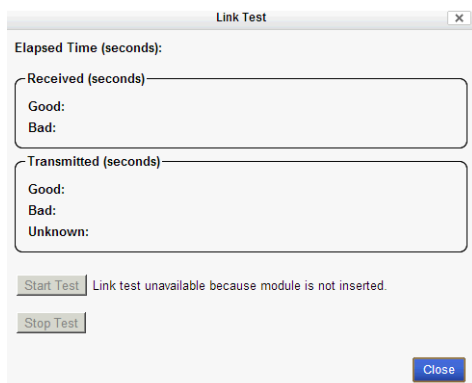 Link Test
Elapsed Time (seconds):
Received (seconds)
Good:
Bad:
Transmitted (seconds)
Good:
Bad:
Unknown:
Start Test Link test unavailable because module is not inserted.
Stop Test
Close